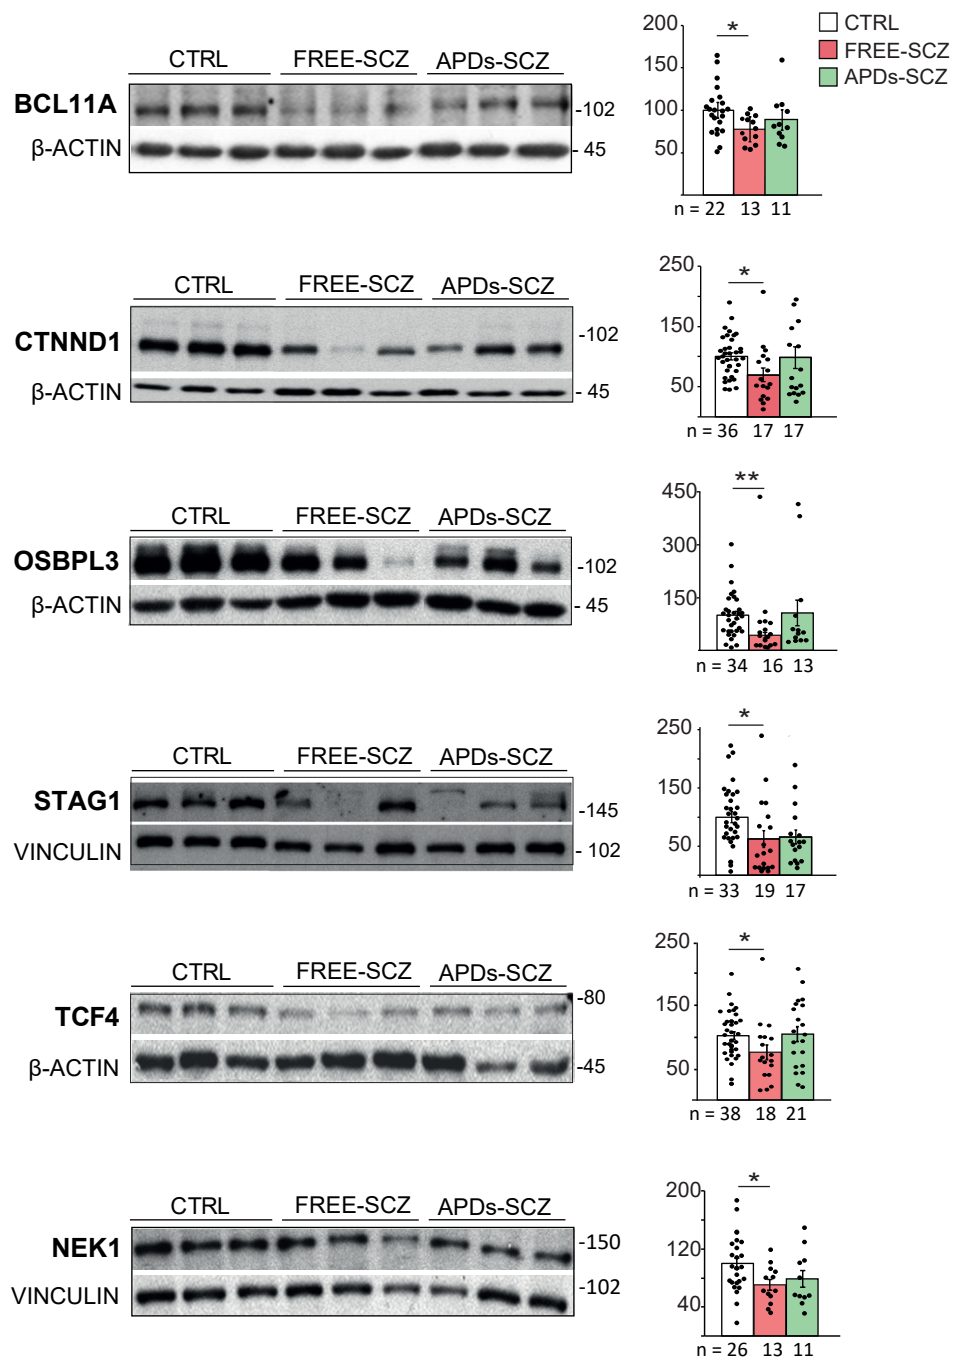 CTRL FREE-SCZ APDs-SCZ
BCL11A -102
β-ACTIN - 45
200
150
100
50
*
CTRL
FREE-SCZ
APDs-SCZ
n = 22 13 11
CTRL FREE-SCZ APDs-SCZ
CTNND1 -102
β-ACTIN - 45
250
150
100
50
*
n = 36 17 17
CTRL FREE-SCZ APDs-SCZ
OSBPL3 -102
β-ACTIN - 45
450
300
150
**
n = 34 16 13
CTRL FREE-SCZ APDs-SCZ
STAG1 -145
VINCULIN - 102
250
150
100
50
*
n = 33 19 17
CTRL FREE-SCZ APDs-SCZ
TCF4 -80
β-ACTIN -45
250
150
100
50
*
n = 38 18 21
CTRL FREE-SCZ APDs-SCZ
NEK1 -150
VINCULIN -102
200
120
40
*
n = 26 13 11